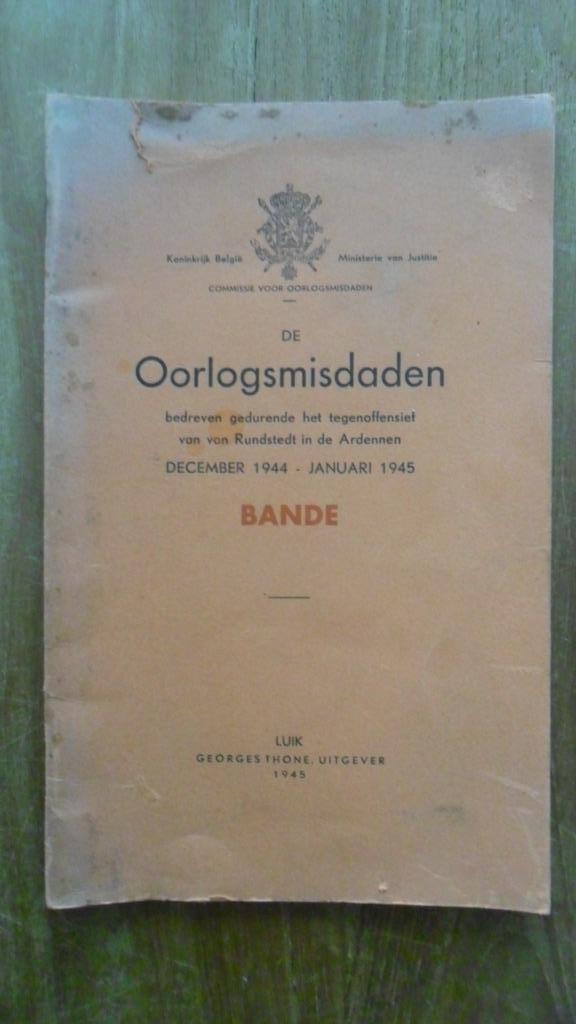 Koninkrijk België Ministerie van Justitie
COMMISSIE VOOR OORLOGSMISDADEN
DE
Oorlogsmisdaden
bedreven gedurende het tegenoffensief
van von Rundstedt in de Ardennen
DECEMBER 1944 - JANUARI 1945
BANDE
LUIK
GEORGES THONE, UITGEVER
1945